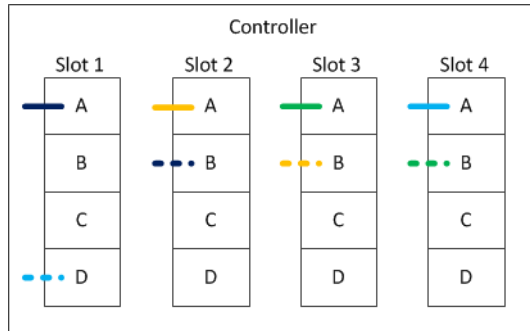 Controller
Slot 1 Slot 2 Slot 3 Slot 4
A A A A
B B B B
C C C C
D D D D